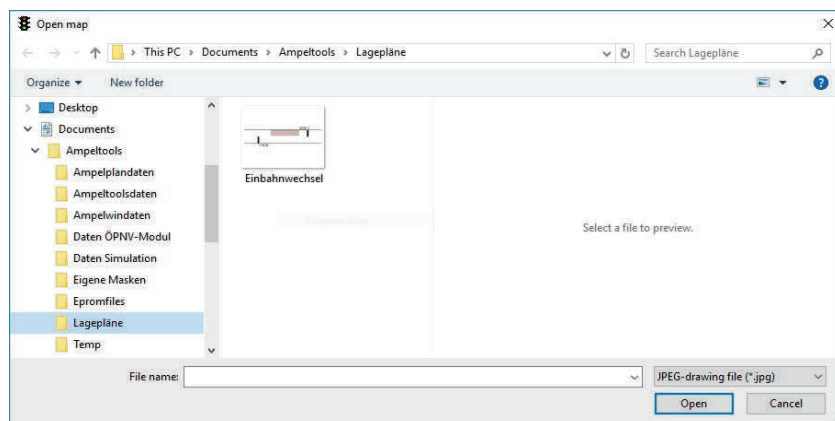 Open map
This PC > Documents > Ampeltools > Lagepläne
Search Lagepläne
Organize
New folder
Desktop
Documents
Ampeltools
Ampelplandaten
Ampeltoolsdaten
Ampelwindaten
Daten ÖPNV-Modul
Daten Simulation
Eigene Masken
Epromfiles
Lagepläne
Temp
Einbahnwechsel
Select a file to preview.
File name:
JPEG-drawing file (*.jpg)
Open
Cancel